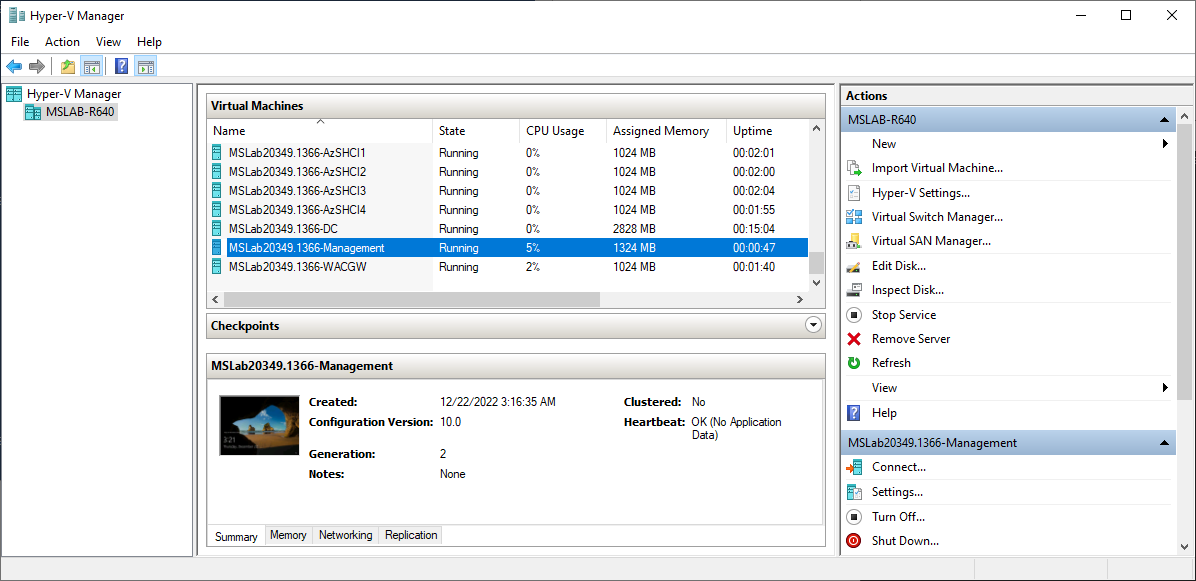 Hyper-V Manager
File Action View Help
Hyper-V Manager
MSLAB-R640
Virtual Machines
Name State CPU Usage Assigned Memory Uptime
MSLab20349.1366-AzSHCI1 Running 0% 1024 MB 00:02:01
MSLab20349.1366-AzSHCI2 Running 0% 1024 MB 00:02:00
MSLab20349.1366-AzSHCI3 Running 0% 1024 MB 00:02:04
MSLab20349.1366-AzSHCI4 Running 0% 1024 MB 00:01:55
MSLab20349.1366-DC Running 0% 2828 MB 00:15:04
MSLab20349.1366-Management Running 5% 1324 MB 00:00:47
MSLab20349.1366-WACGW Running 2% 1024 MB 00:01:40
Checkpoints
MSLab20349.1366-Management
3:21
Created: 12/22/2022 3:16:35 AM
Configuration Version: 10.0
Generation: 2
Notes: None
Clustered: No
Heartbeat: OK (No Application
Data)
Summary Memory Networking Replication
Actions
MSLAB-R640
New
Import Virtual Machine...
Hyper-V Settings...
Virtual Switch Manager...
Virtual SAN Manager...
Edit Disk...
Inspect Disk...
Stop Service
Remove Server
Refresh
View
Help
MSLab20349.1366-Management
Connect...
Settings...
Turn Off...
Shut Down...